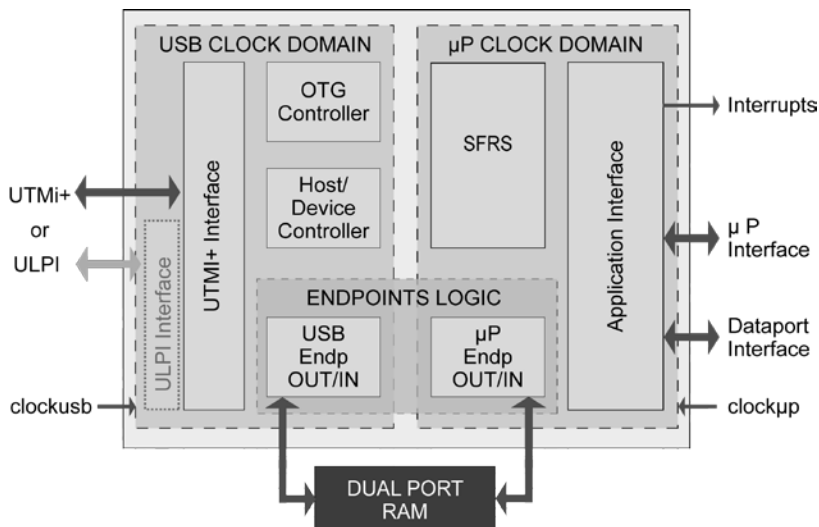 USB CLOCK DOMAIN
µP CLOCK DOMAIN
OTG
Controller
SFRS
Interrupts
Host/
Device
Controller
UTMi+
or
ULPI
ULPI Interface
UTMI+ Interface
Application Interface
µ P
Interface
ENDPOINTS LOGIC
USB
Endp
OUT/IN
µP
Endp
OUT/IN
Dataport
Interface
clockusb
clockµp
DUAL PORT
RAM